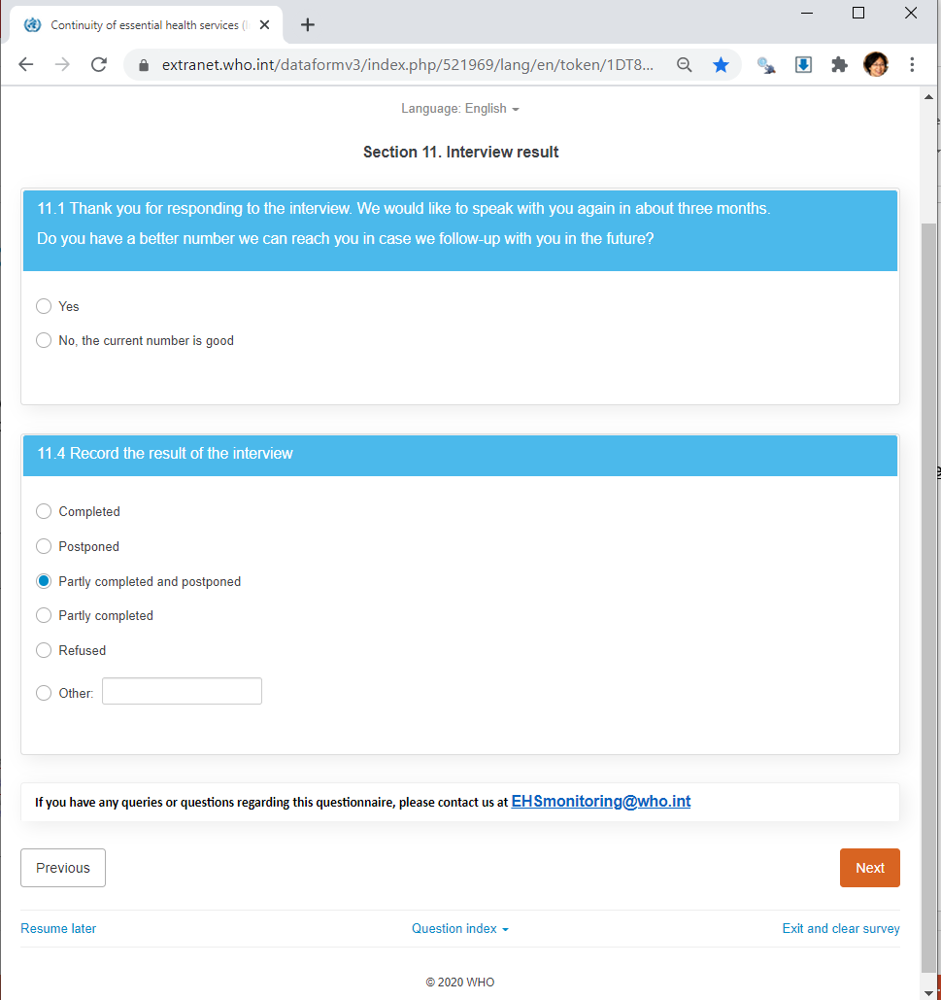 Continuity of essential health services (
extranet.who.int/dataformv3/index.php/521969/lang/en/token/1DT8...
Language: English
Section 11. Interview result
11.1 Thank you for responding to the interview. We would like to speak with you again in about three months.
Do you have a better number we can reach you in case we follow-up with you in the future?
Yes
No, the current number is good
11.4 Record the result of the interview
Completed
Postponed
Partly completed and postponed
Partly completed
Refused
Other:
If you have any queries or questions regarding this questionnaire, please contact us at EHSmonitoring@who.int
Previous Next
Resume later Question index Exit and clear survey
© 2020 WHO